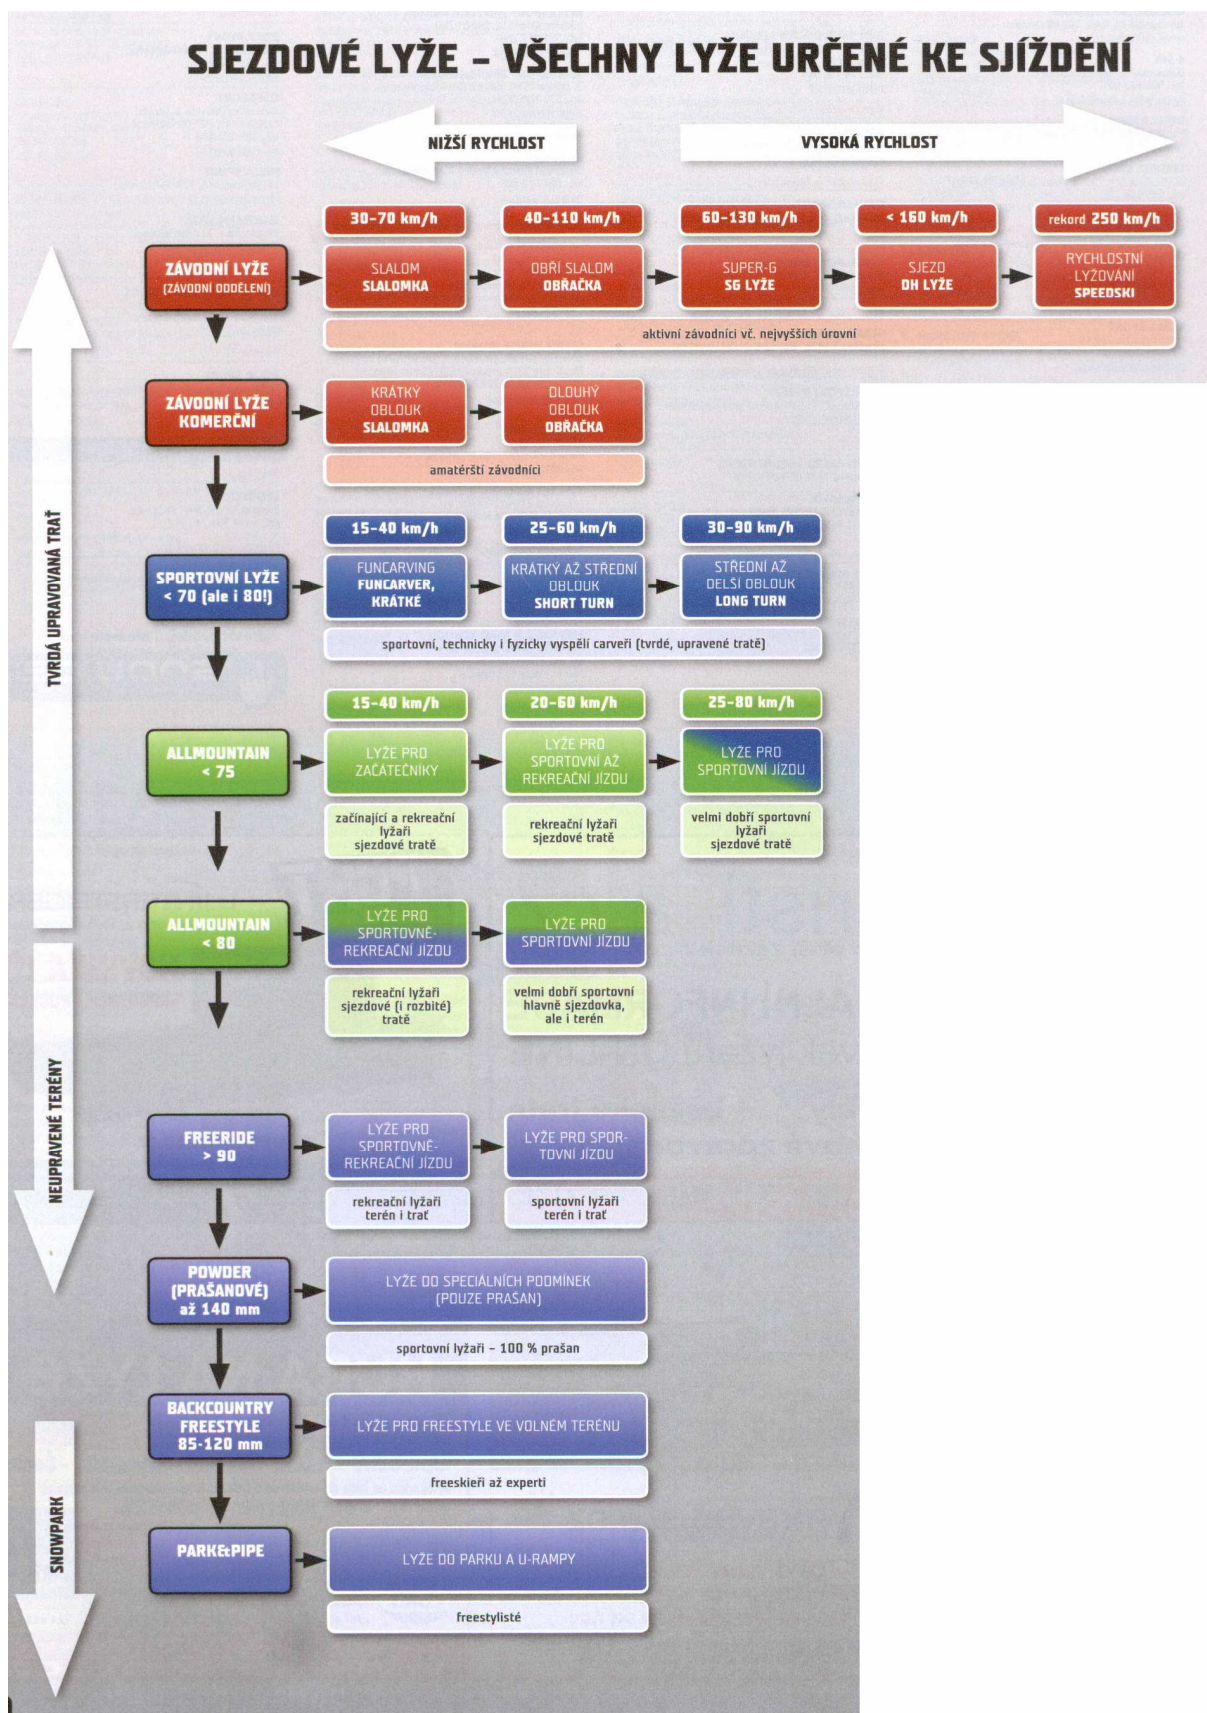 SJEZDOVÉ LYŽE – VŠECHNY LYŽE URČENÉ KE SJÍŽDĚNÍ
NIŽŠÍ RYCHLOST
VYSOKÁ RYCHLOST
30–70 km/h
40–110 km/h
60–130 km/h
< 160 km/h
rekord 250 km/h
ZÁVODNÍ LYŽE
(ZÁVODNÍ ODDĚLENÍ)
SLALOM
SLALOMKA
OBŘÍ SLALOM
OBŘAČKA
SUPER-G
SG LYŽE
SJEZD
DH LYŽE
RYCHLOSTNÍ
LYŽOVÁNÍ
SPEEDSKI
aktivní závodníci vč. nejvyšších úrovní
ZÁVODNÍ LYŽE
KOMERČNÍ
KRÁTKÝ
OBLOUK
SLALOMKA
DLOUHÝ
OBLOUK
OBŘAČKA
amatérští závodníci
TVRDÁ UPRAVOVANÁ TRAŤ
15–40 km/h
25–60 km/h
30–90 km/h
SPORTOVNÍ LYŽE
< 70 (ale i 80!)
FUNCARVING
FUNCARVER,
KRÁTKÉ
KRÁTKÝ AŽ STŘEDNÍ
OBLOUK
SHORT TURN
STŘEDNÍ AŽ
DELŠÍ OBLOUK
LONG TURN
sportovní, technicky i fyzicky vyspělí carveři (tvrdé, upravené tratě)
15–40 km/h
20–60 km/h
25–80 km/h
ALLMOUNTAIN
< 75
LYŽE PRO
ZAČÁTEČNÍKY
LYŽE PRO
SPORTOVNÍ AŽ
REKREAČNÍ JÍZDU
LYŽE PRO
SPORTOVNÍ JÍZDU
začínající a rekreační
lyžaři
sjezdové tratě
rekreační lyžaři
sjezdové tratě
velmi dobří sportovní
lyžaři
sjezdové tratě
ALLMOUNTAIN
< 80
LYŽE PRO
SPORTOVNĚ-
REKREAČNÍ JÍZDU
LYŽE PRO
SPORTOVNÍ JÍZDU
rekreační lyžaři
sjezdové (i rozbité)
tratě
velmi dobří sportovní
hlavně sjezdovka,
ale i terén
NEUPRAVENÉ TERÉNY
FREERIDE
> 90
LYŽE PRO
SPORTOVNĚ-
REKREAČNÍ JÍZDU
LYŽE PRO SPOR-
TOVNÍ JÍZDU
rekreační lyžaři
terén i trať
sportovní lyžaři
terén i trať
POWDER
(PRAŠANOVÉ)
až 140 mm
LYŽE DO SPECIÁLNÍCH PODMÍNEK
(POUZE PRAŠAN)
sportovní lyžaři – 100 % prašan
BACKCOUNTRY
FREESTYLE
85-120 mm
LYŽE PRO FREESTYLE VE VOLNÉM TERÉNU
freeskieři až experti
SNOWPARK
PARK&PIPE
LYŽE DO PARKU A U-RAMPY
freestylisté